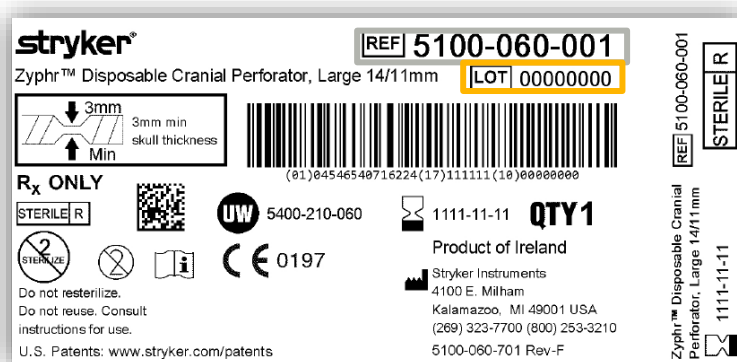 stryker®
REF 5100-060-001
Zyphr™ Disposable Cranial Perforator, Large 14/11mm
LOT 00000000
3mm
Min
3mm min
skull thickness
(01)04546540716224(17)111111(10)00000000
Rx ONLY
STERILE R
UW 5400-210-060
1111-11-11
QTY1
2
STERILIZE
2
i
CE 0197
Product of Ireland
Stryker Instruments
4100 E. Milham
Kalamazoo, MI 49001 USA
(269) 323-7700 (800) 253-3210
5100-060-701 Rev-F
Do not resterilize.
Do not reuse. Consult
instructions for use.
U.S. Patents: www.stryker.com/patents
REF 5100-060-001
STERILE R
Zyphr™ Disposable Cranial
Perforator, Large 14/11mm
1111-11-11